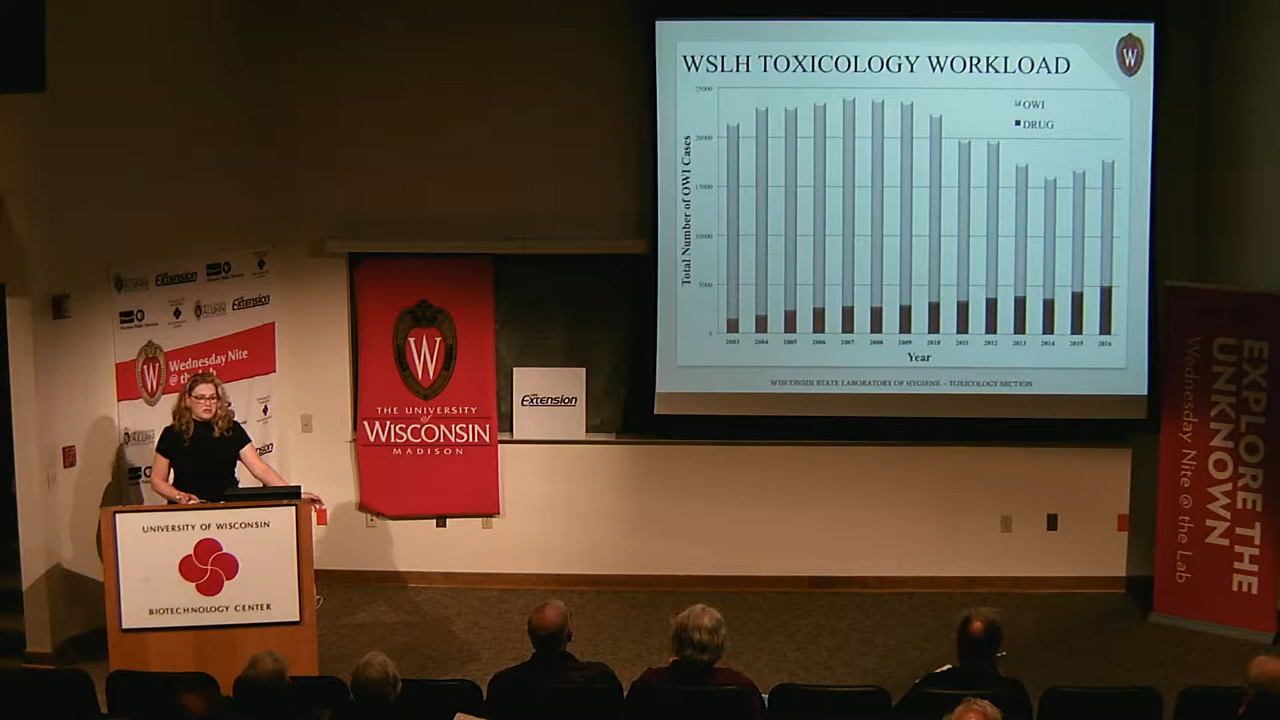 WSLH TOXICOLOGY WORKLOAD
W
25000
20000
15000
10000
5000
0
Total Number of OWI Cases
OWI
DRUG
2003 2004 2005 2006 2007 2008 2009 2010 2011 2012 2013 2014 2015 2016
Year
WISCONSIN STATE LABORATORY OF HYGIENE – TOXICOLOGY SECTION
Extension
ALUMNI
Extension
W
Wednesday Nite
@ the Lab
W
THE UNIVERSITY
of
WISCONSIN
MADISON
Extension
UNIVERSITY OF WISCONSIN
BIOTECHNOLOGY CENTER
EXPLORE THE
UNKNOWN
Wednesday Nite @ the Lab